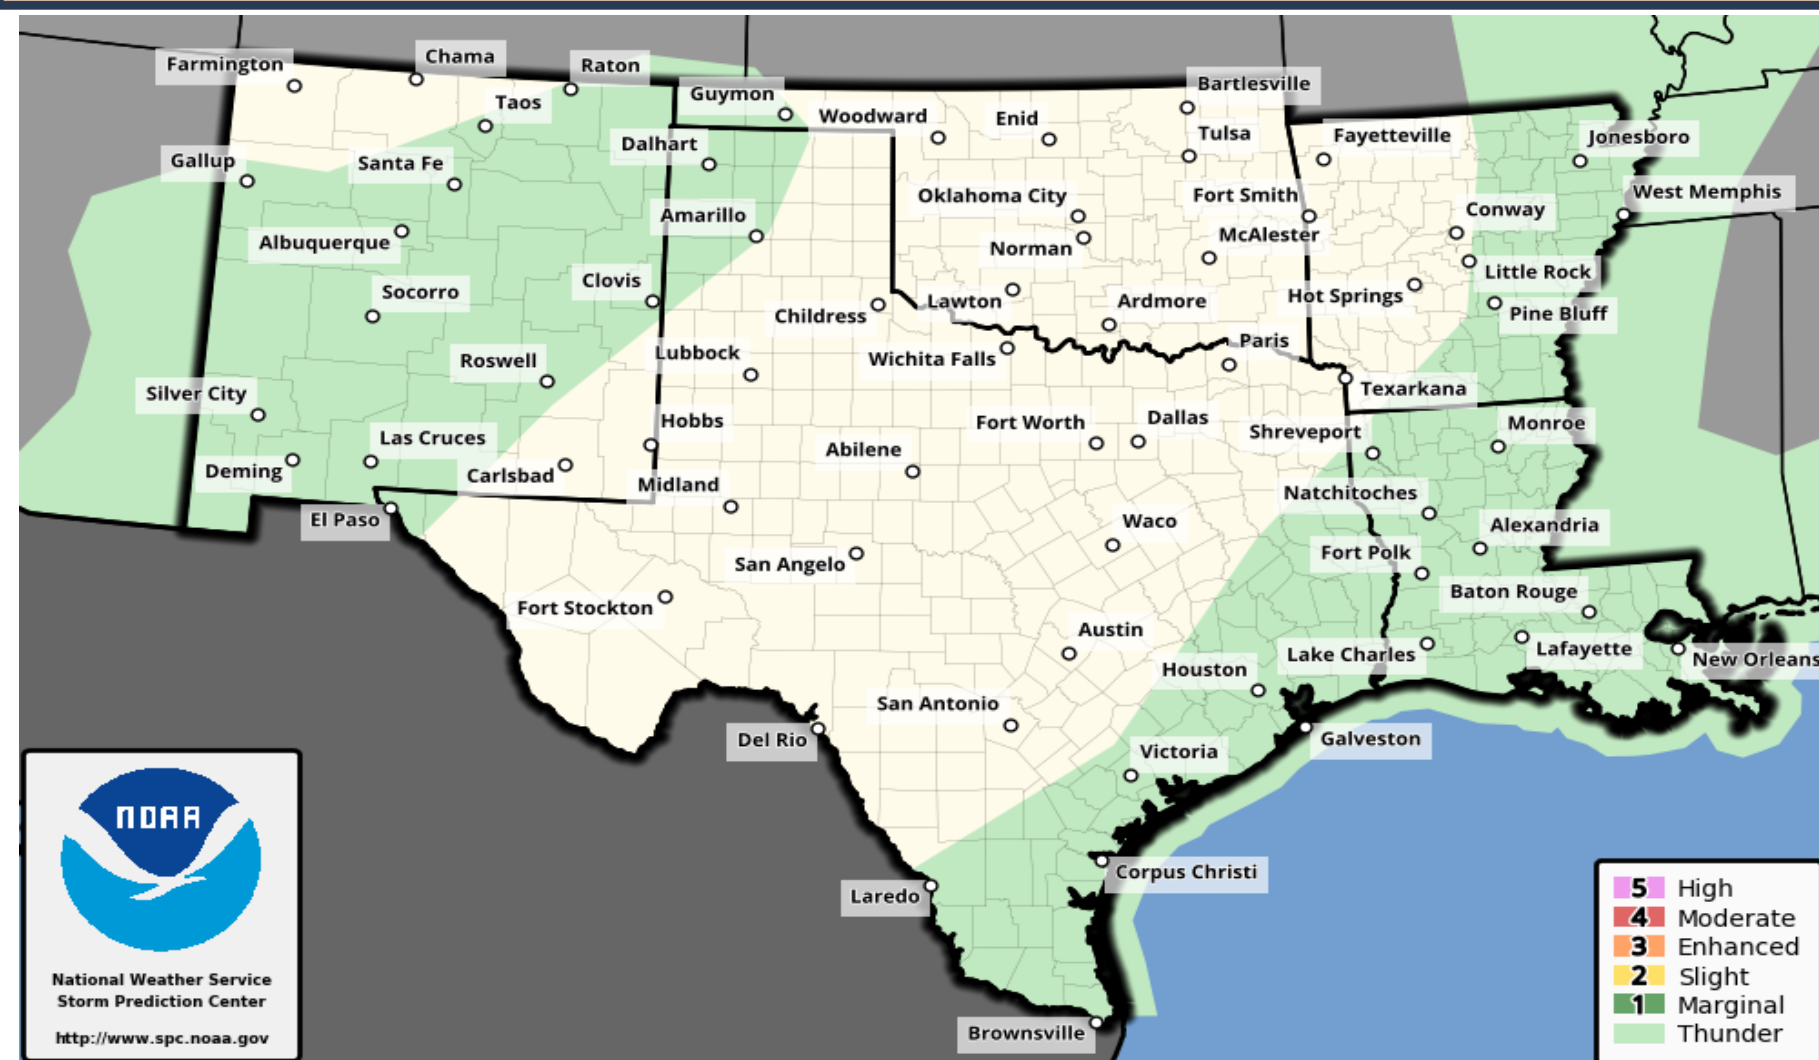 Farmington
Chama
Raton
Taos
Guymon
Woodward
Enid
Bartlesville
Tulsa
Fayetteville
Jonesboro
Gallup
Santa Fe
Dalhart
Oklahoma City
Fort Smith
Conway
West Memphis
Albuquerque
Amarillo
Norman
McAlester
Little Rock
Socorro
Clovis
Childress
Lawton
Ardmore
Hot Springs
Pine Bluff
Roswell
Lubbock
Wichita Falls
Paris
Texarkana
Silver City
Hobbs
Fort Worth
Dallas
Shreveport
Monroe
Las Cruces
Deming
Carlsbad
Midland
Abilene
Natchitoches
El Paso
Waco
Alexandria
San Angelo
Fort Polk
Fort Stockton
Baton Rouge
Austin
Houston
Lake Charles
Lafayette
New Orleans
San Antonio
Del Rio
Victoria
Galveston
Corpus Christi
Laredo
Brownsville
NOAA
National Weather Service
Storm Prediction Center
http://www.spc.noaa.gov
5 High
4 Moderate
3 Enhanced
2 Slight
1 Marginal
Thunder